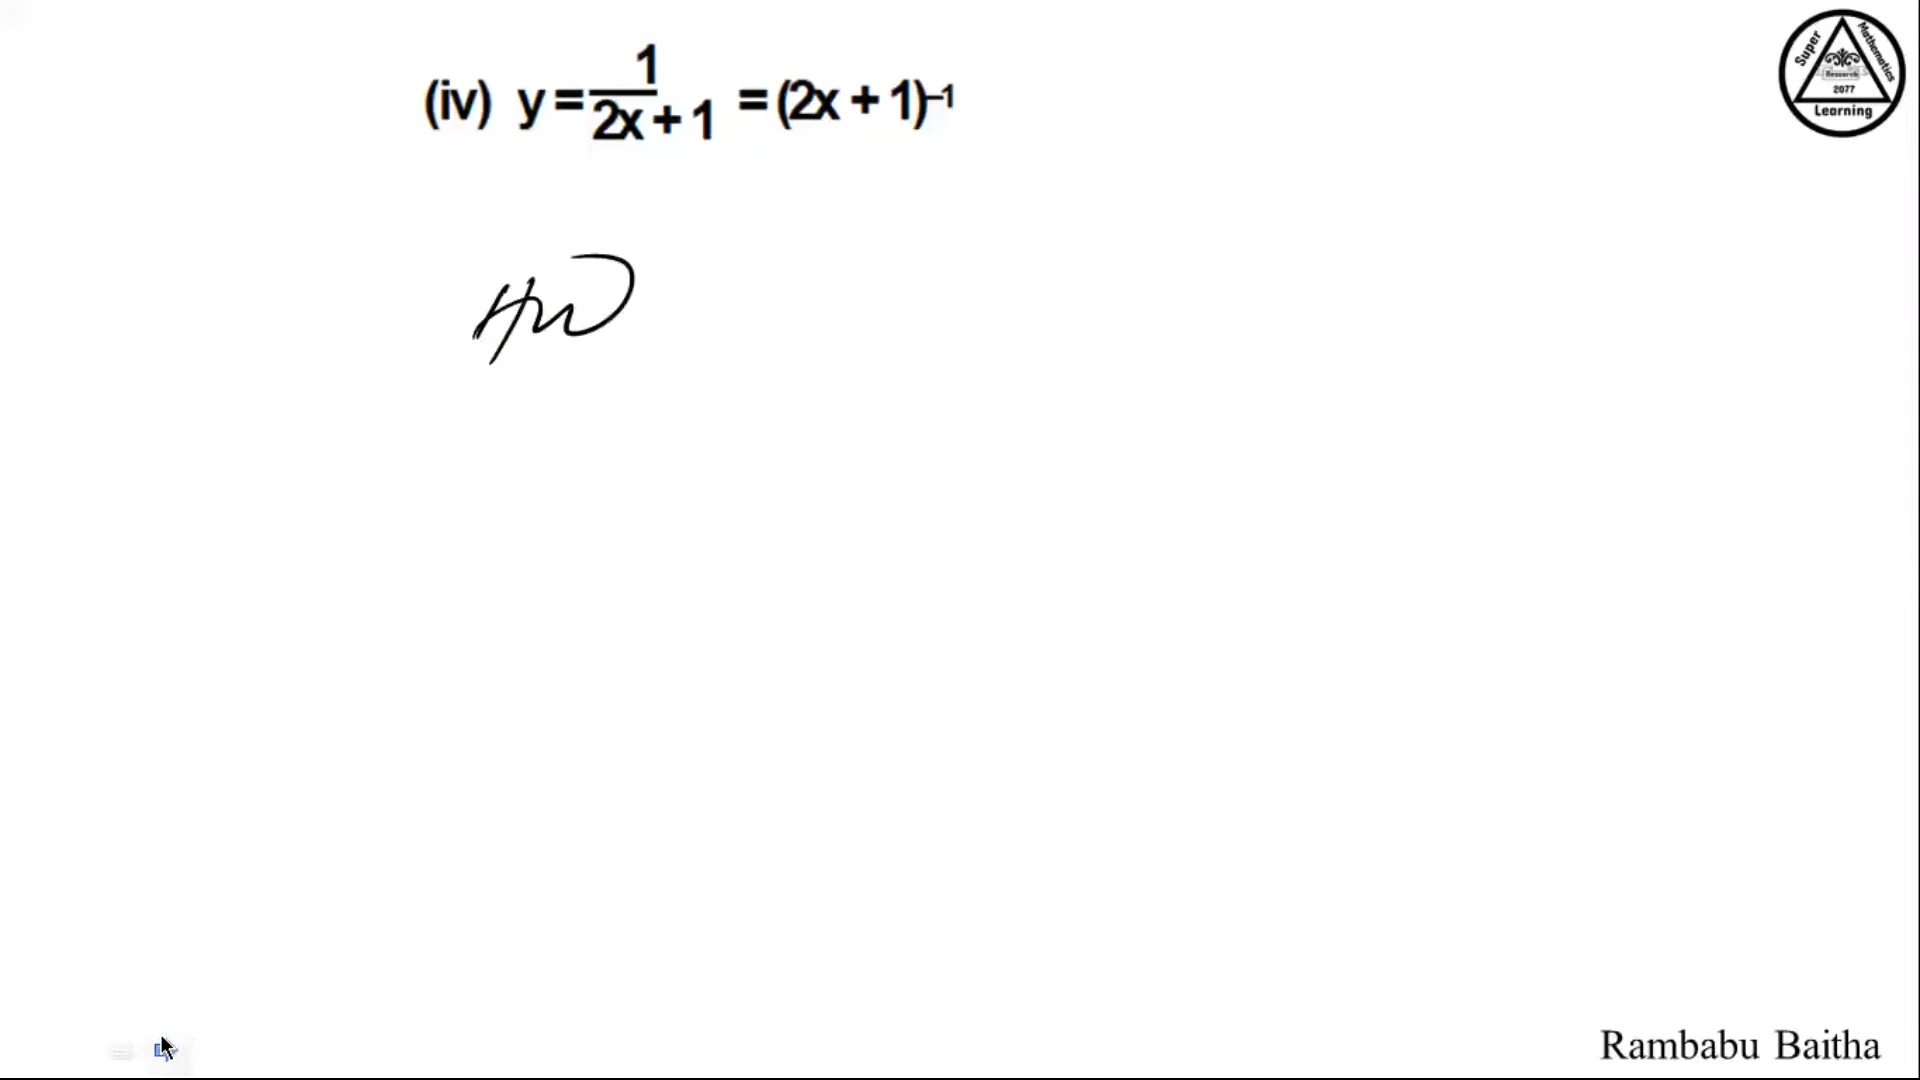 (iv) y = 1/(2x + 1) = (2x + 1)⁻¹
Super Mathematics
Research
2077
Learning
HW
Rambabu Baitha